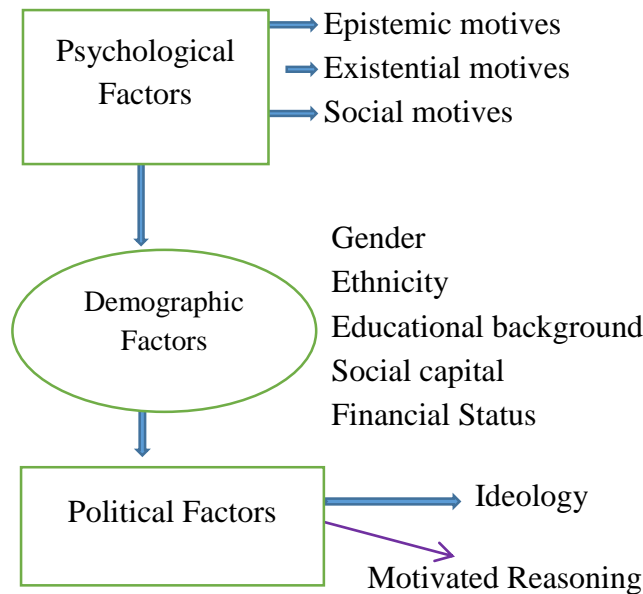 Psychological
Factors
Epistemic motives
Existential motives
Social motives
Demographic
Factors
Gender
Ethnicity
Educational background
Social capital
Financial Status
Political Factors
Ideology
Motivated Reasoning